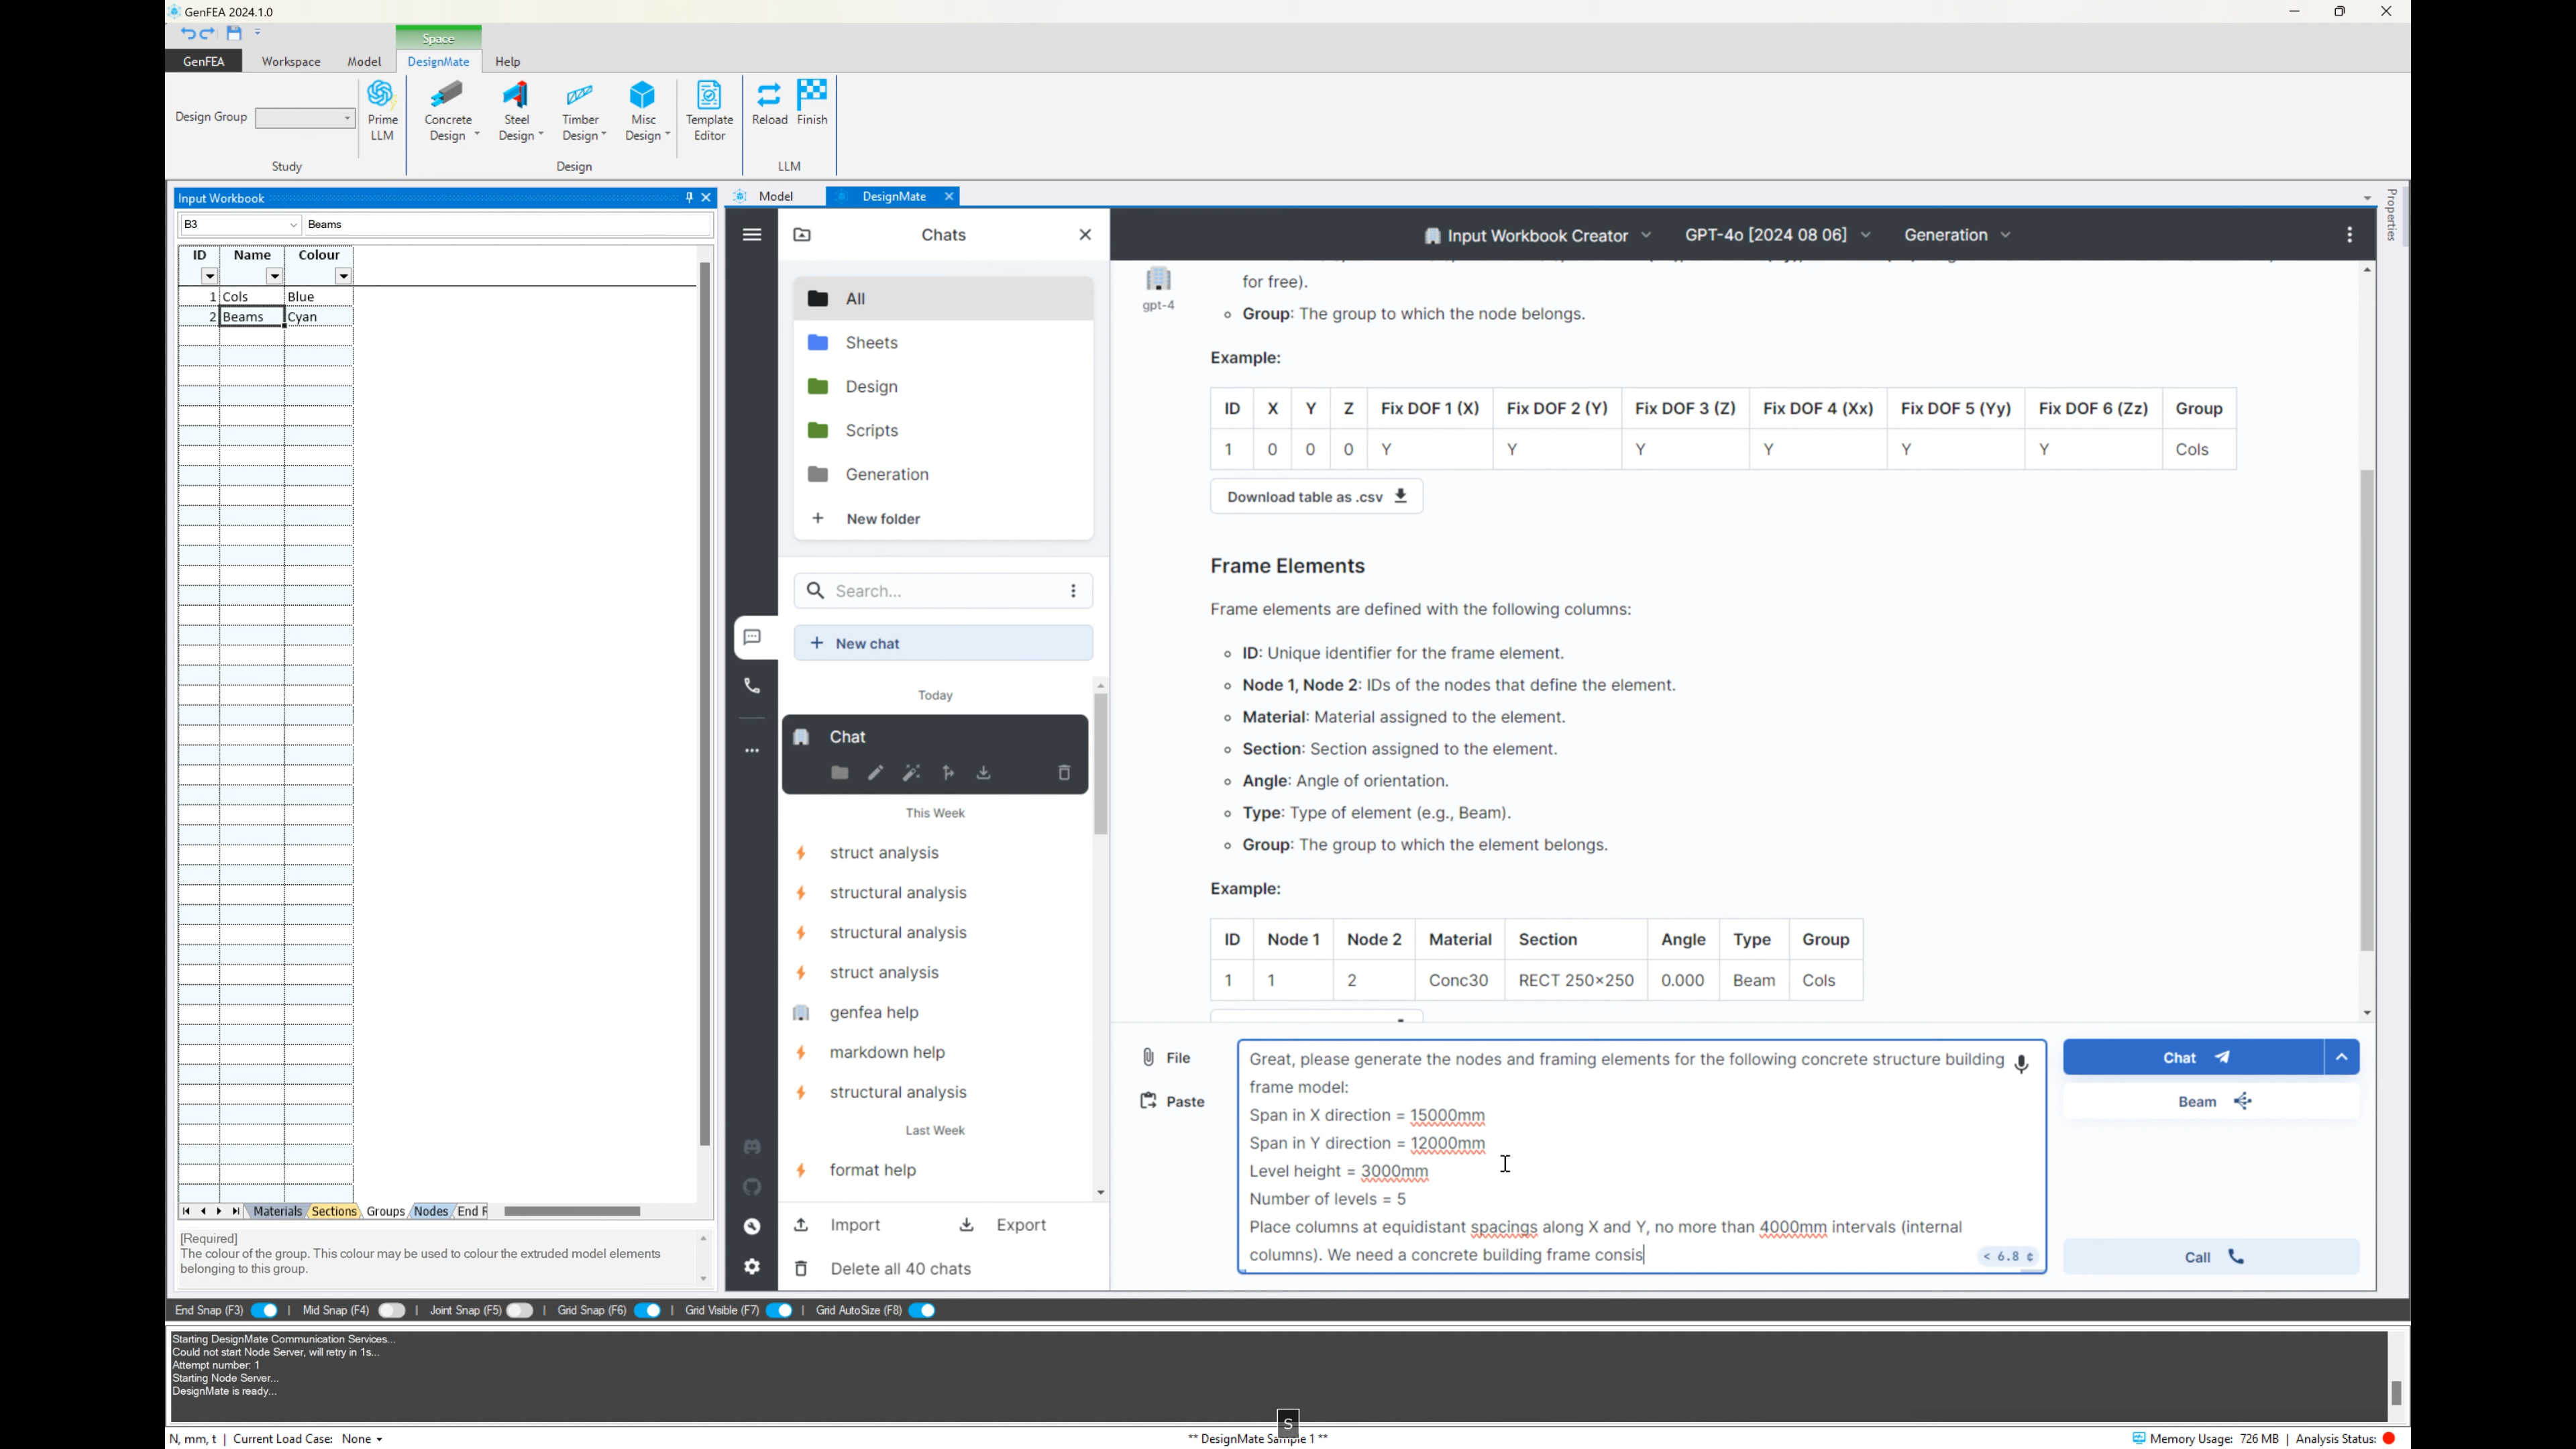 GenFEA 2024.1.0
Space
GenFEA Workspace Model DesignMate Help
Design Group
Prime LLM
Concrete Design
Steel Design
Timber Design
Misc Design
Template Editor
Reload
Finish
Study
Design
LLM
Input Workbook
B3 Beams
ID Name Colour
1 Cols Blue
2 Beams Cyan
Materials Sections Groups Nodes End R
[Required]
The colour of the group. This colour may be used to colour the extruded model elements
belonging to this group.
Model DesignMate
Properties
Chats
All
Sheets
Design
Scripts
Generation
+ New folder
Search...
+ New chat
Today
Chat
This Week
struct analysis
structural analysis
structural analysis
struct analysis
genfea help
markdown help
structural analysis
Last Week
format help
Import Export
Delete all 40 chats
Input Workbook Creator GPT-4o [2024 08 06] Generation
gpt-4
for free).
Group: The group to which the node belongs.
Example:
ID X Y Z Fix DOF 1 (X) Fix DOF 2 (Y) Fix DOF 3 (Z) Fix DOF 4 (Xx) Fix DOF 5 (Yy) Fix DOF 6 (Zz) Group
1 0 0 0 Y Y Y Y Y Y Cols
Download table as .csv
Frame Elements
Frame elements are defined with the following columns:
ID: Unique identifier for the frame element.
Node 1, Node 2: IDs of the nodes that define the element.
Material: Material assigned to the element.
Section: Section assigned to the element.
Angle: Angle of orientation.
Type: Type of element (e.g., Beam).
Group: The group to which the element belongs.
Example:
ID Node 1 Node 2 Material Section Angle Type Group
1 1 2 Conc30 RECT 250×250 0.000 Beam Cols
File
Paste
Great, please generate the nodes and framing elements for the following concrete structure building
frame model:
Span in X direction = 15000mm
Span in Y direction = 12000mm
Level height = 3000mm
Number of levels = 5
Place columns at equidistant spacings along X and Y, no more than 4000mm intervals (internal
columns). We need a concrete building frame consis
< 6.8 ¢
Chat
Beam
Call
End Snap (F3) | Mid Snap (F4) | Joint Snap (F5) | Grid Snap (F6) | Grid Visible (F7) | Grid AutoSize (F8)
Starting DesignMate Communication Services...
Could not start Node Server, will retry in 1s...
Attempt number: 1
Starting Node Server...
DesignMate is ready...
S
N, mm, t | Current Load Case: None
** DesignMate Sample 1 **
Memory Usage: 726 MB | Analysis Status: